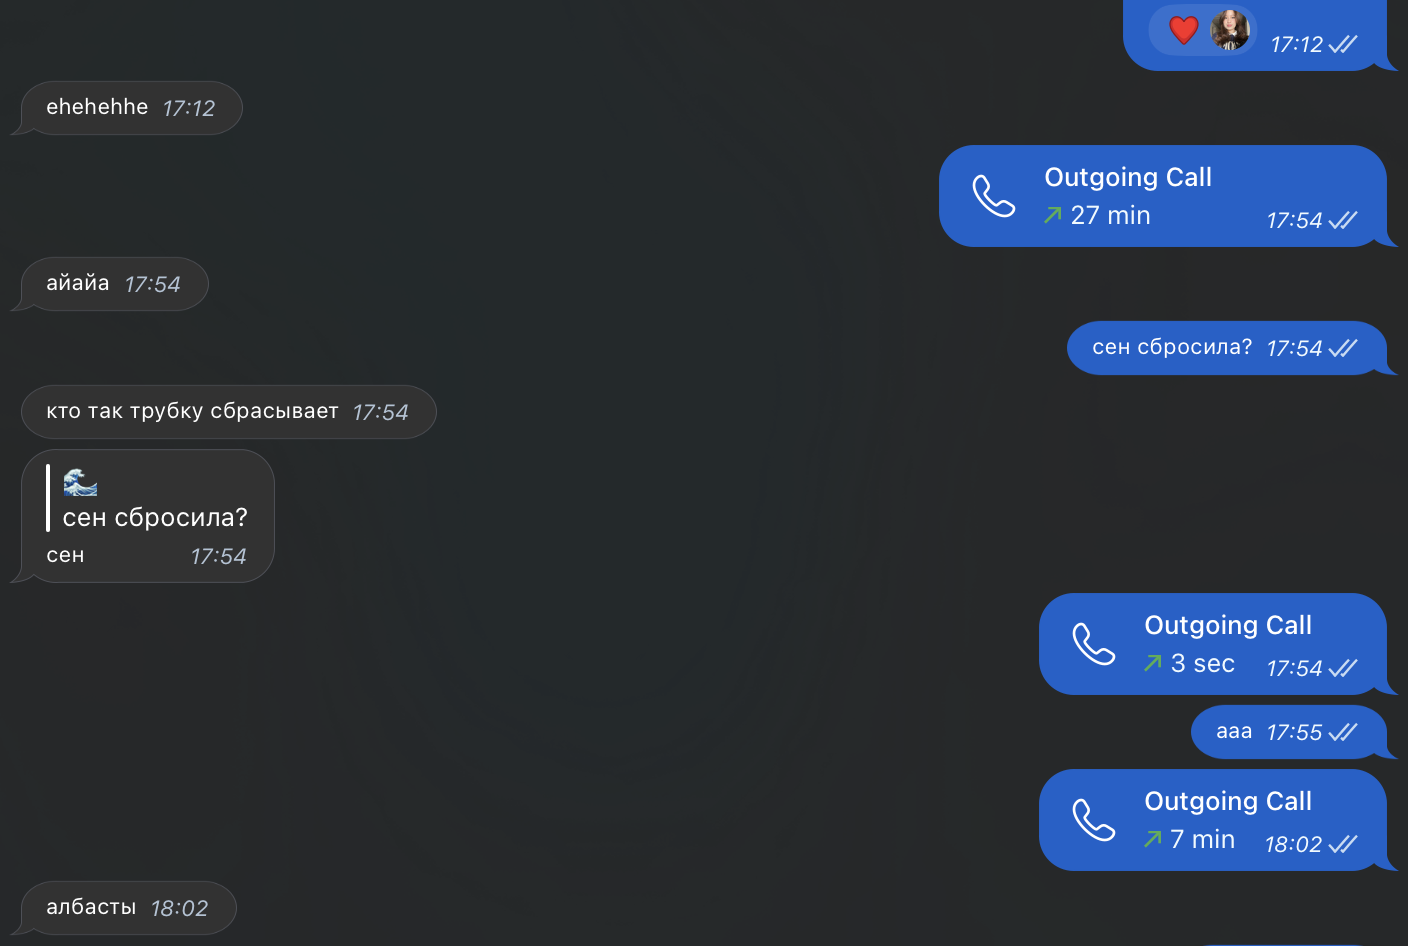 17:12
ehehehhe 17:12
Outgoing Call
27 min 17:54
айайа 17:54
сен сбросила? 17:54
кто так трубку сбрасывает 17:54
сен сбросила?
сен 17:54
Outgoing Call
3 sec 17:54
ааа 17:55
Outgoing Call
7 min 18:02
албасты 18:02